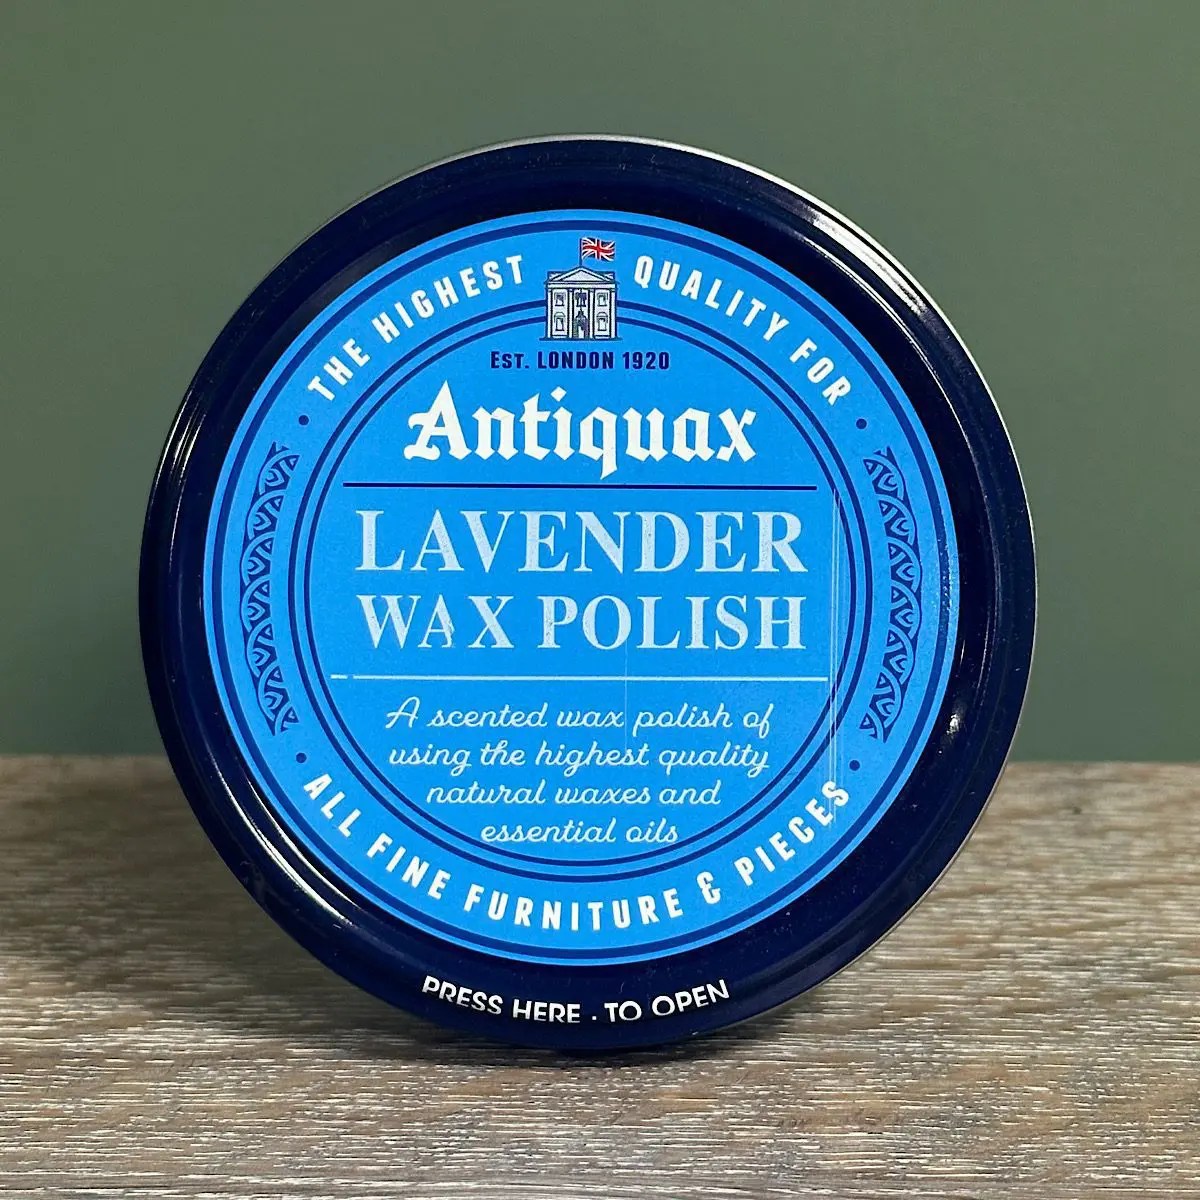 THE HIGHEST QUALITY FOR
EST. LONDON 1920
Antiquax
LAVENDER
WAX POLISH
A scented wax polish of
using the highest quality
natural waxes and
essential oils
ALL FINE FURNITURE & PIECES
PRESS HERE . TO OPEN